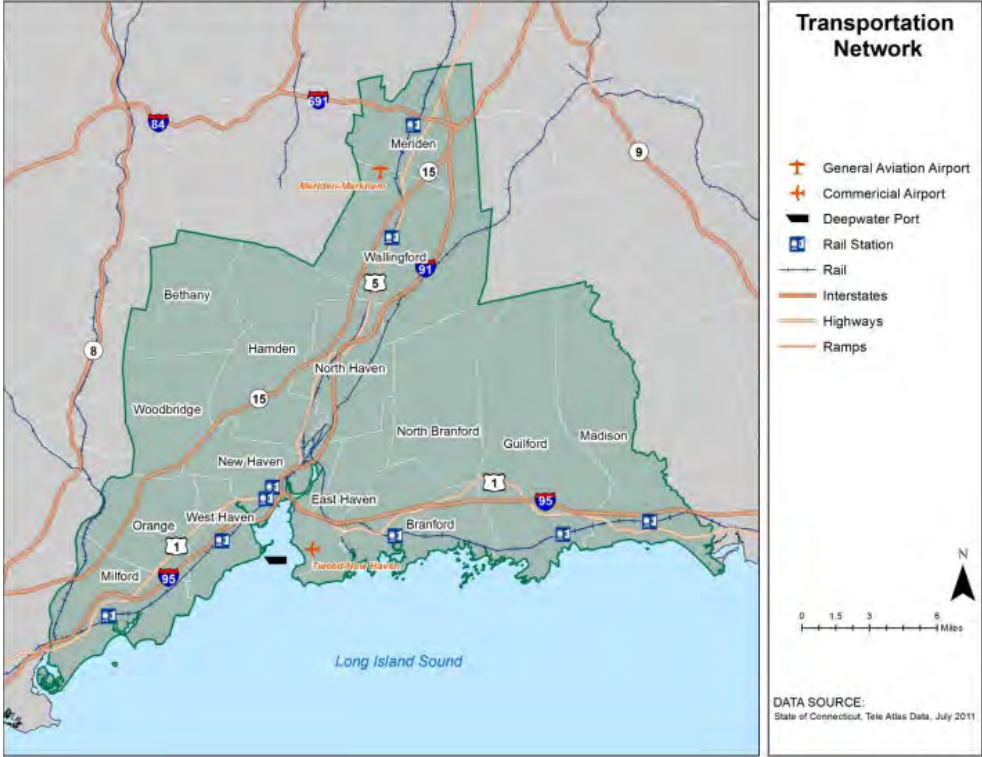 Transportation
Network
General Aviation Airport
Commericial Airport
Deepwater Port
Rail Station
Rail
Interstates
Highways
Ramps
N
0 1.5 3 6
Miles
DATA SOURCE:
State of Connecticut, Tele Atlas Data, July 2011
691
84
Meriden
9
15
Meriden-Markham
Wallingford
91
5
Bethany
8
Hamden
North Haven
15
Woodbridge
North Branford
Guilford
Madison
New Haven
1
East Haven
95
West Haven
Orange
Branford
1
Tweed-New Haven
Milford
95
Long Island Sound